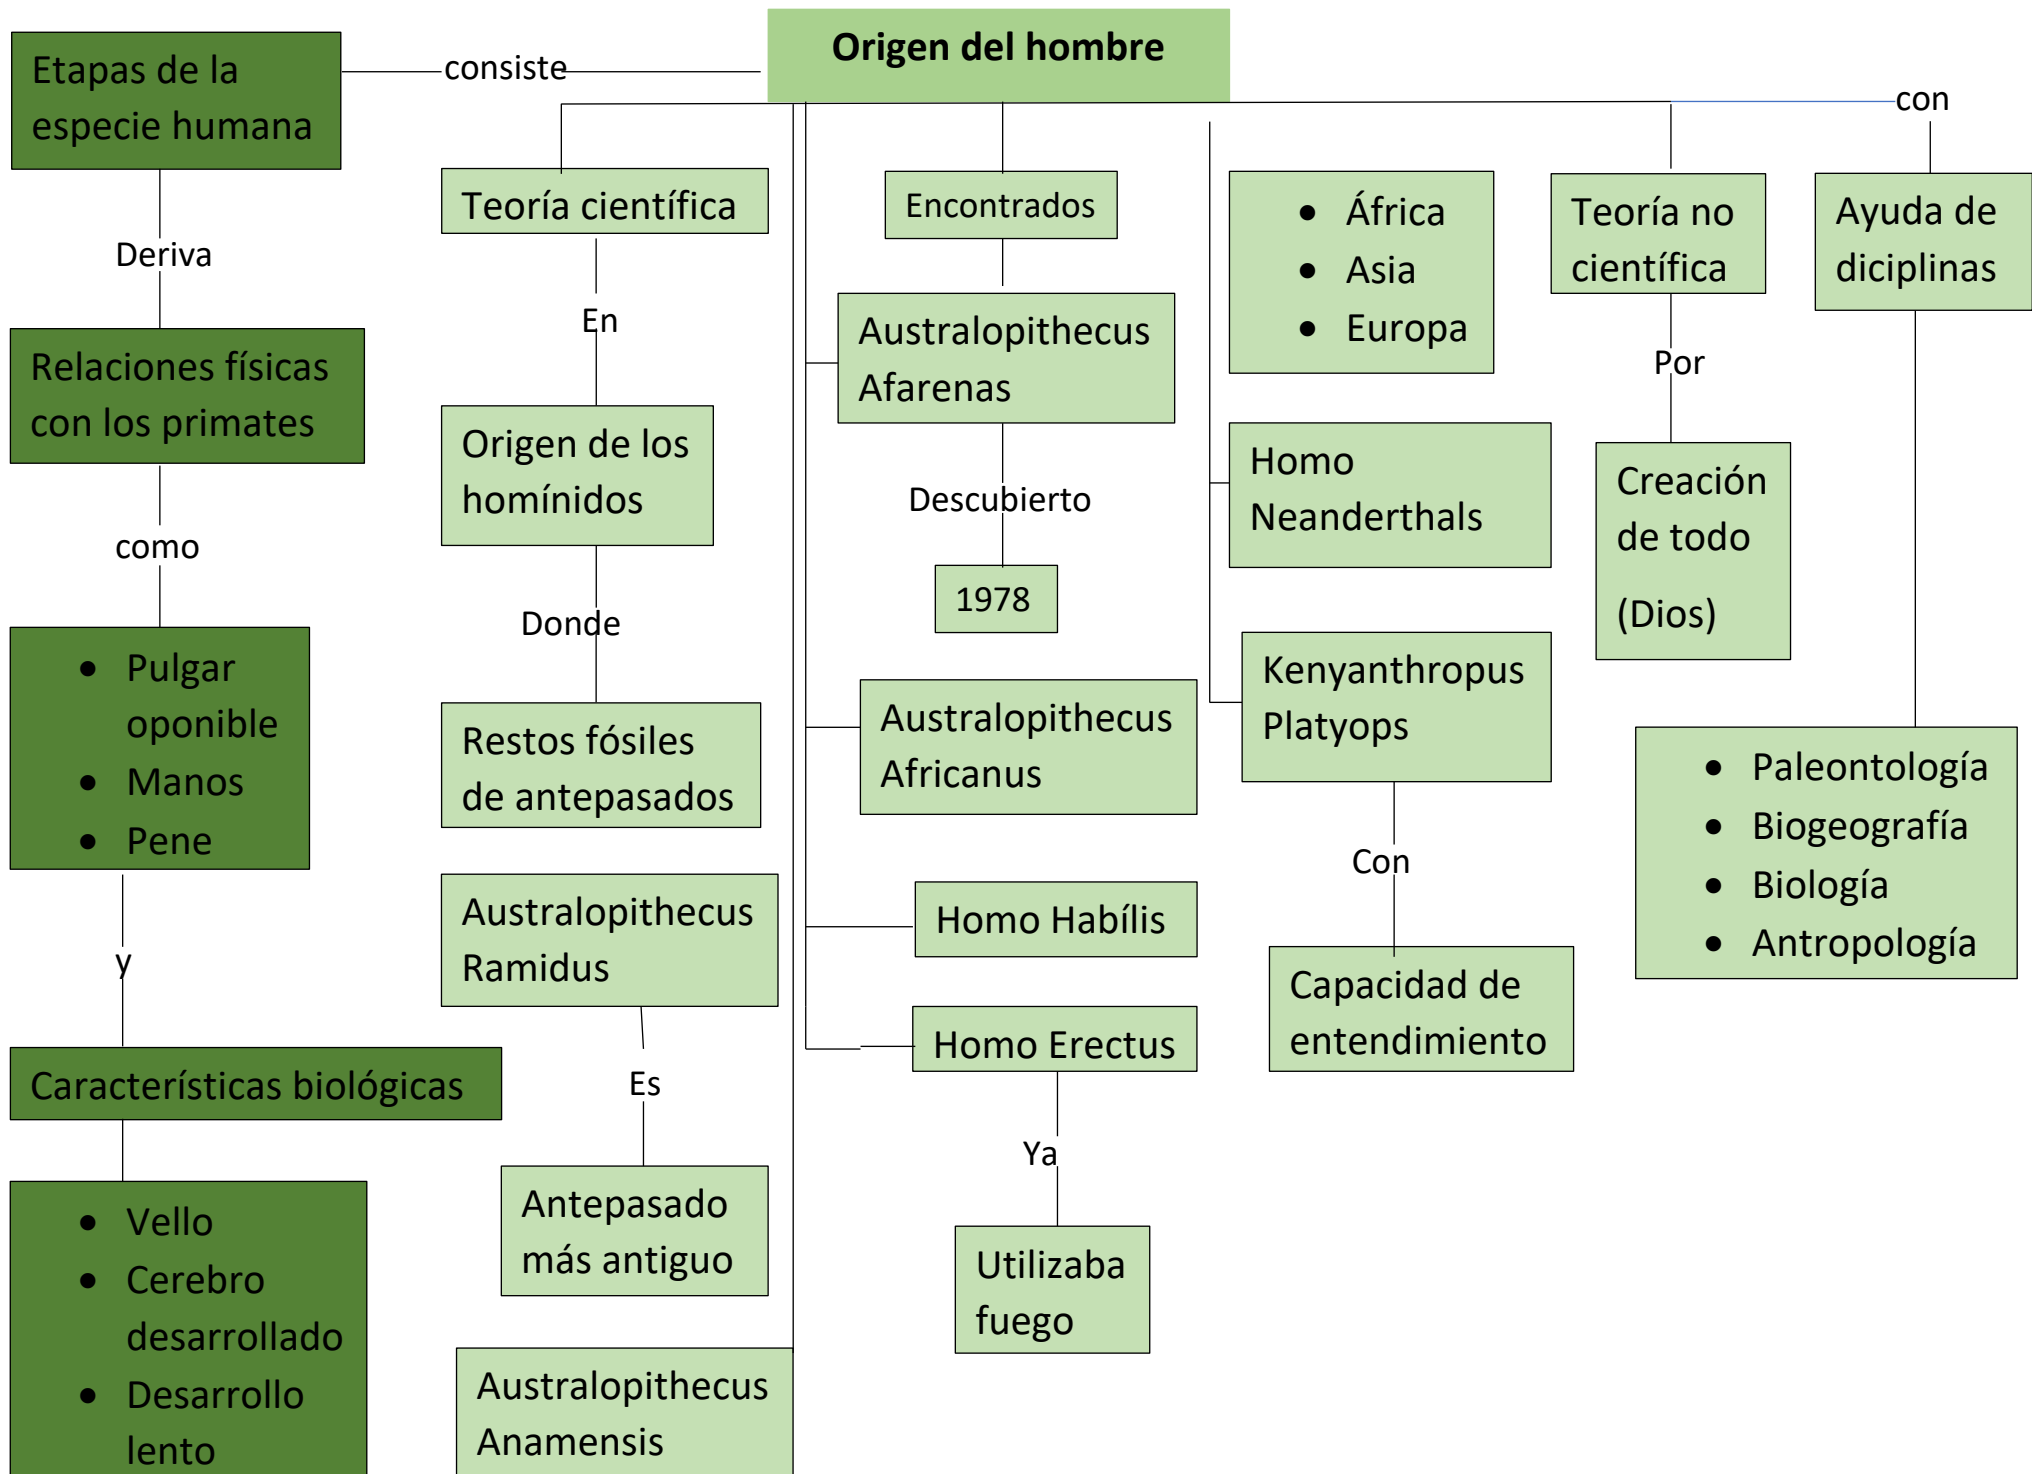 Origen del hombre
Etapas de la
especie humana
consiste
con
Deriva
Relaciones físicas
con los primates
como
• Pulgar
oponible
• Manos
• Pene
y
Características biológicas
• Vello
• Cerebro
desarrollado
• Desarrollo
lento
Teoría científica
En
Origen de los
homínidos
Donde
Restos fósiles
de antepasados
Australopithecus
Ramidus
Es
Antepasado
más antiguo
Australopithecus
Anamensis
Encontrados
Australopithecus
Afarenas
Descubierto
1978
Australopithecus
Africanus
Homo Habílis
Homo Erectus
Ya
Utilizaba
fuego
• África
• Asia
• Europa
Homo
Neanderthals
Kenyanthropus
Platyops
Con
Capacidad de
entendimiento
Teoría no
científica
Por
Creación
de todo
(Dios)
Ayuda de
diciplinas
• Paleontología
• Biogeografía
• Biología
• Antropología